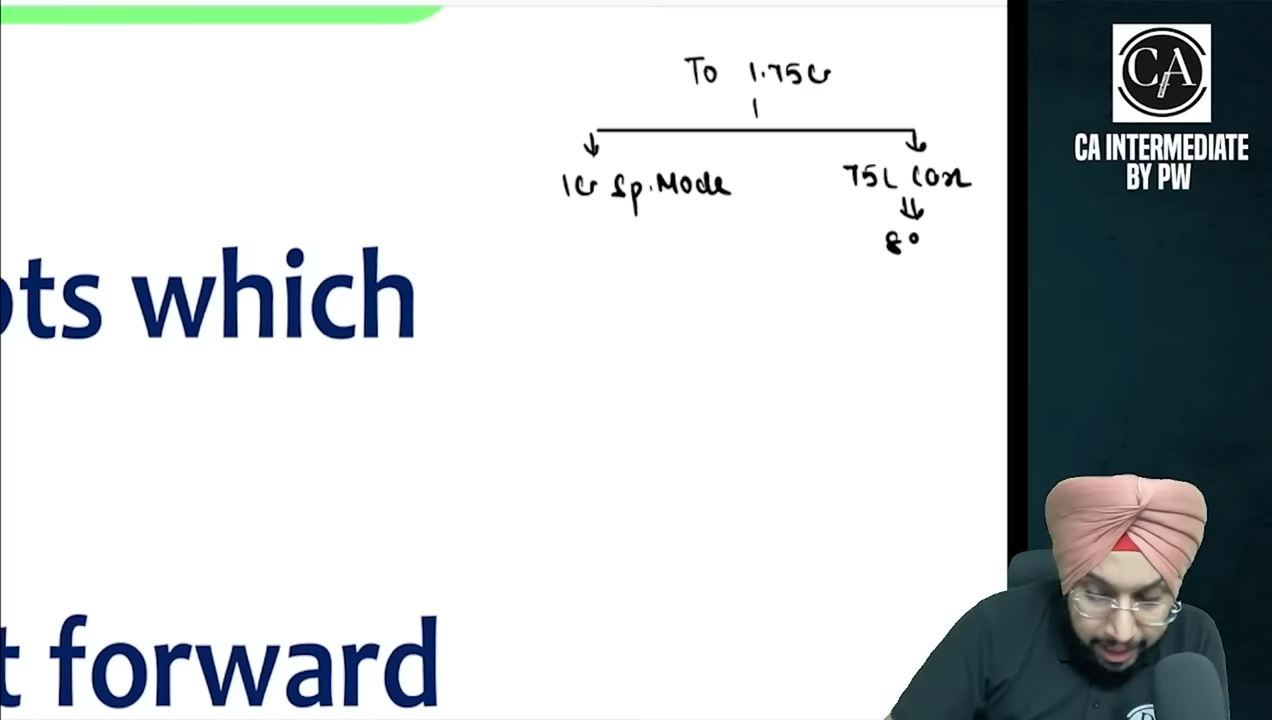 To 1.75Cr
1Cr Sp.Mode
75L Cash
80
ots which
t forward
CA
CA INTERMEDIATE
BY PW